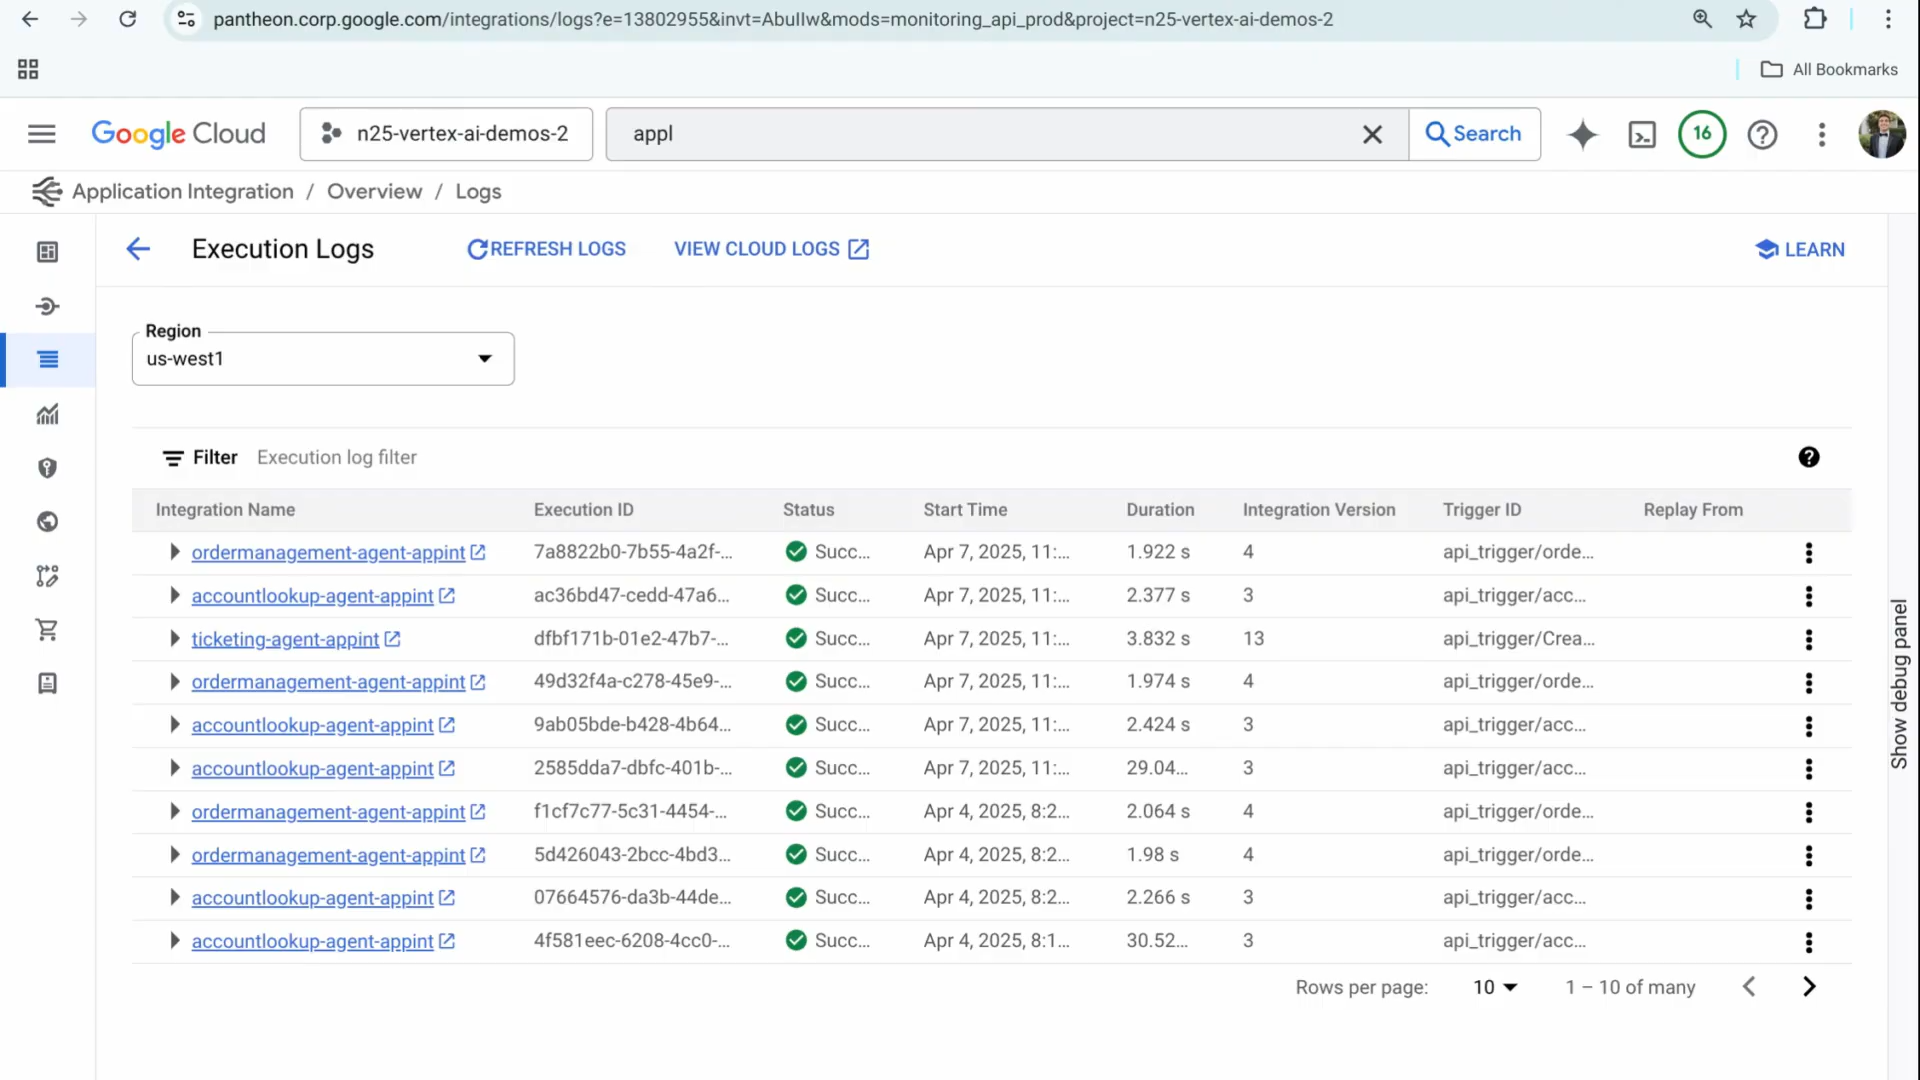 pantheon.corp.google.com/integrations/logs?e=13802955&invt=AbuIIw&mods=monitoring_api_prod&project=n25-vertex-ai-demos-2
All Bookmarks
Google Cloud n25-vertex-ai-demos-2 appl Search 16
Application Integration / Overview / Logs
Execution Logs REFRESH LOGS VIEW CLOUD LOGS LEARN
Region
us-west1
Filter Execution log filter
Integration Name Execution ID Status Start Time Duration Integration Version Trigger ID Replay From
ordermanagement-agent-appint 7a8822b0-7b55-4a2f-... Succ... Apr 7, 2025, 11:... 1.922 s 4 api_trigger/orde...
accountlookup-agent-appint ac36bd47-cedd-47a6... Succ... Apr 7, 2025, 11:... 2.377 s 3 api_trigger/acc...
ticketing-agent-appint dfbf171b-01e2-47b7-... Succ... Apr 7, 2025, 11:... 3.832 s 13 api_trigger/Crea...
ordermanagement-agent-appint 49d32f4a-c278-45e9-... Succ... Apr 7, 2025, 11:... 1.974 s 4 api_trigger/orde...
accountlookup-agent-appint 9ab05bde-b428-4b64... Succ... Apr 7, 2025, 11:... 2.424 s 3 api_trigger/acc...
accountlookup-agent-appint 2585dda7-dbfc-401b-... Succ... Apr 7, 2025, 11:... 29.04... 3 api_trigger/acc...
ordermanagement-agent-appint f1cf7c77-5c31-4454-... Succ... Apr 4, 2025, 8:2... 2.064 s 4 api_trigger/orde...
ordermanagement-agent-appint 5d426043-2bcc-4bd3... Succ... Apr 4, 2025, 8:2... 1.98 s 4 api_trigger/orde...
accountlookup-agent-appint 07664576-da3b-44de... Succ... Apr 4, 2025, 8:2... 2.266 s 3 api_trigger/acc...
accountlookup-agent-appint 4f581eec-6208-4cc0-... Succ... Apr 4, 2025, 8:1... 30.52... 3 api_trigger/acc...
Rows per page: 10 1 – 10 of many
Show debug panel